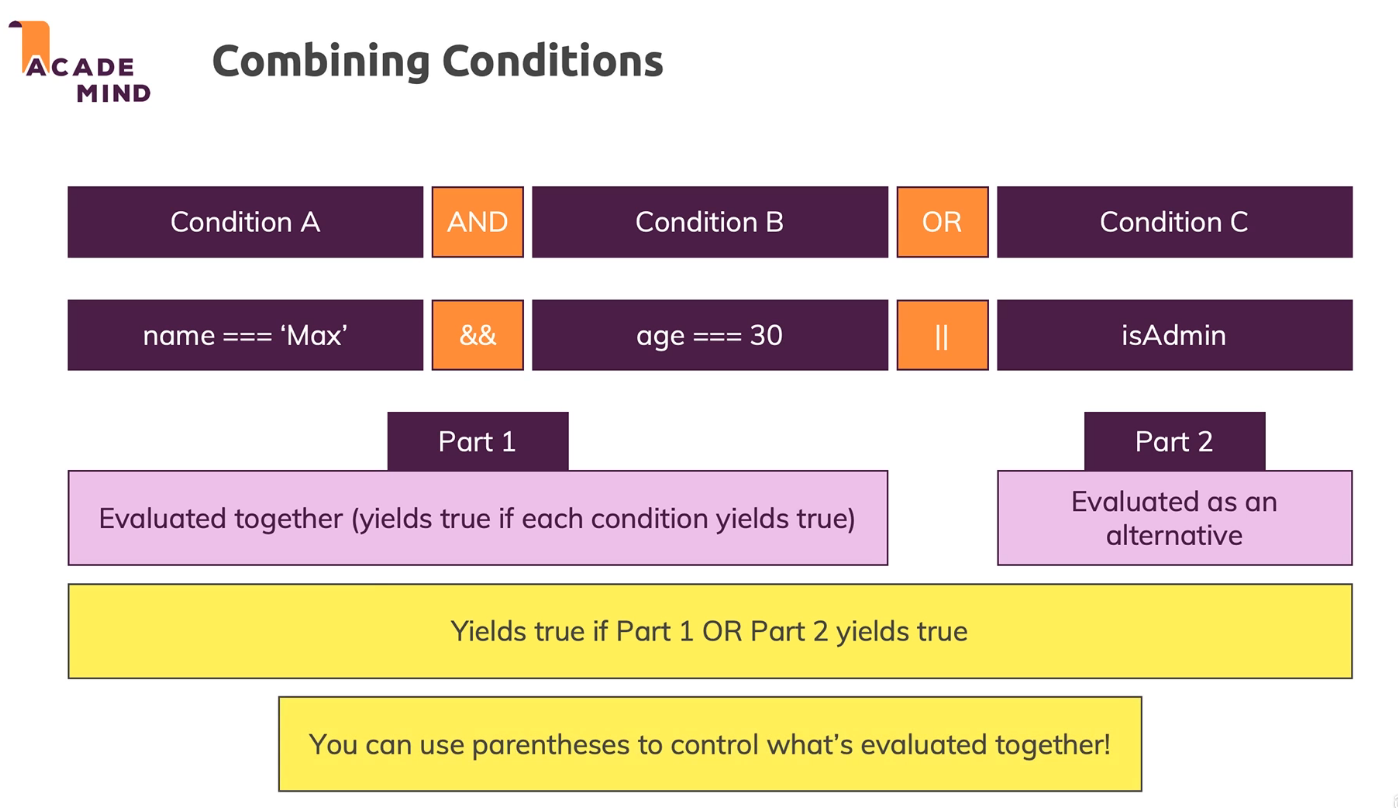 ACADE
MIND
Combining Conditions
Condition A AND Condition B OR Condition C
name === ‘Max’ && age === 30 || isAdmin
Part 1
Part 2
Evaluated together (yields true if each condition yields true)
Evaluated as an
alternative
Yields true if Part 1 OR Part 2 yields true
You can use parentheses to control what’s evaluated together!